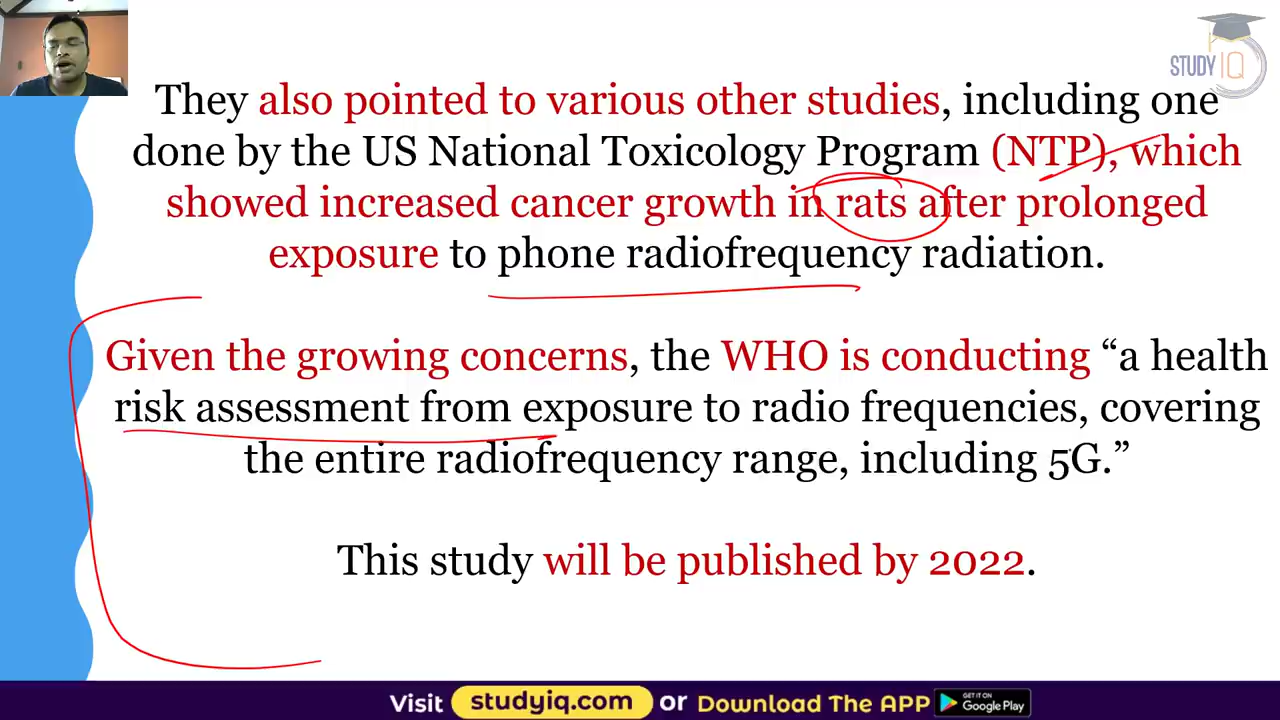 STUDY IQ
They also pointed to various other studies, including one
done by the US National Toxicology Program (NTP), which
showed increased cancer growth in rats after prolonged
exposure to phone radiofrequency radiation.
Given the growing concerns, the WHO is conducting “a health
risk assessment from exposure to radio frequencies, covering
the entire radiofrequency range, including 5G.”
This study will be published by 2022.
Visit studyiq.com or Download The APP GET IT ON Google Play